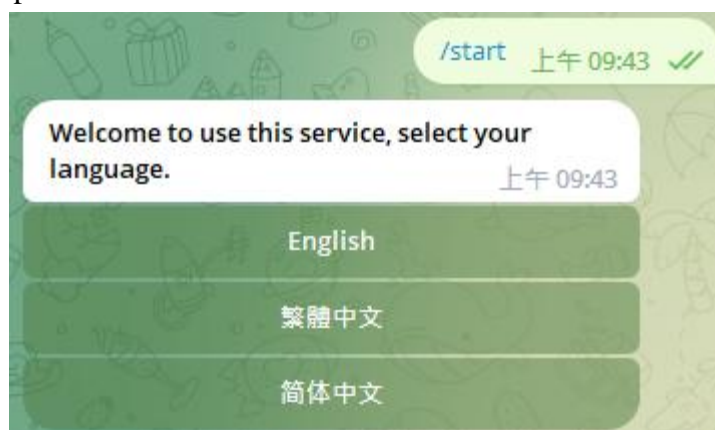 /start 上午 09:43
Welcome to use this service, select your
language.
上午 09:43
English
繁體中文
简体中文